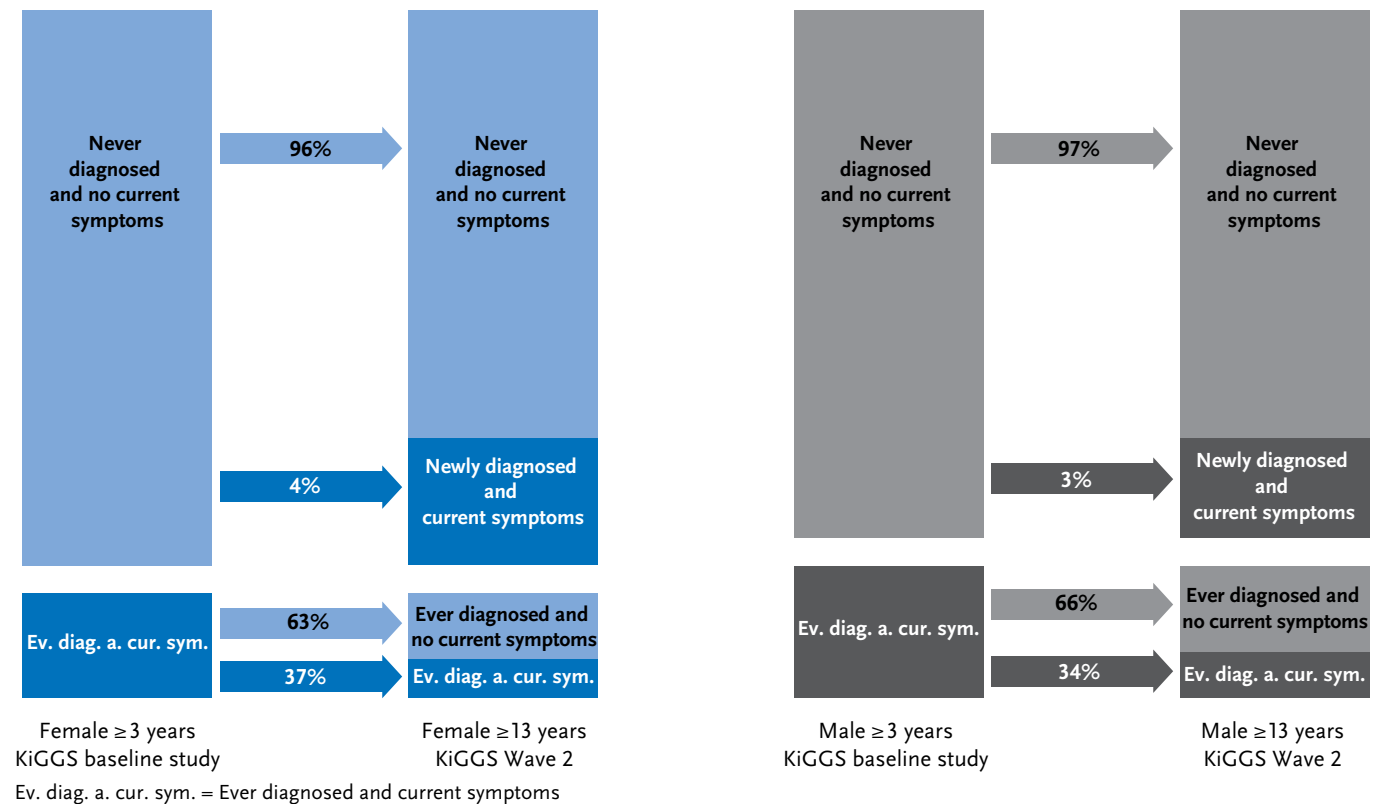 Never
diagnosed
and no current
symptoms
96%
Never
diagnosed
and no current
symptoms
4%
Newly diagnosed
and
current symptoms
Ev. diag. a. cur. sym.
63%
37%
Ever diagnosed and
no current symptoms
Ev. diag. a. cur. sym.
Female ≥3 years
KiGGS baseline study
Female ≥13 years
KiGGS Wave 2
Never
diagnosed
and no current
symptoms
97%
Never
diagnosed
and no current
symptoms
3%
Newly diagnosed
and
current symptoms
Ev. diag. a. cur. sym.
66%
34%
Ever diagnosed and
no current symptoms
Ev. diag. a. cur. sym.
Male ≥3 years
KiGGS baseline study
Male ≥13 years
KiGGS Wave 2
Ev. diag. a. cur. sym. = Ever diagnosed and current symptoms